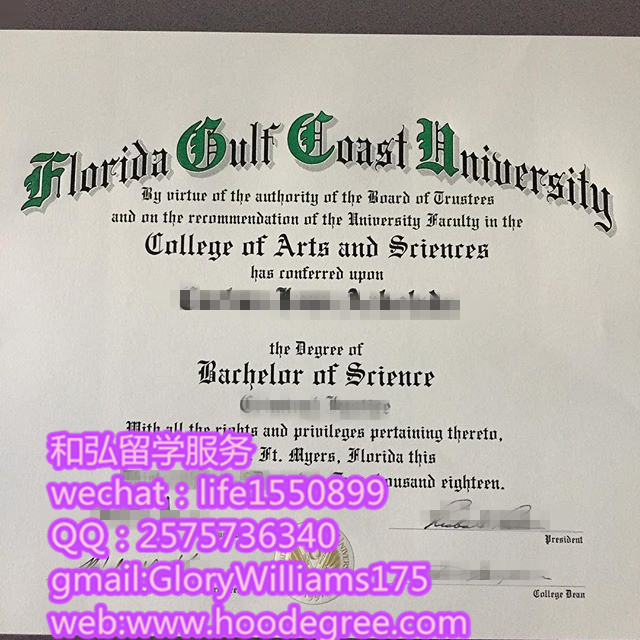 Florida Gulf Coast University
By virtue of the authority of the Board of Trustees
and on the recommendation of the University Faculty in the
College of Arts and Sciences
has conferred upon
the Degree of
Bachelor of Science
With all the rights and privileges pertaining thereto,
Ft. Myers, Florida this
thousand eighteen.
和弘留学服务
wechat：life1550899
QQ：2575736340
gmail:GloryWilliams175
web:www.hoodegree.com
President
College Dean